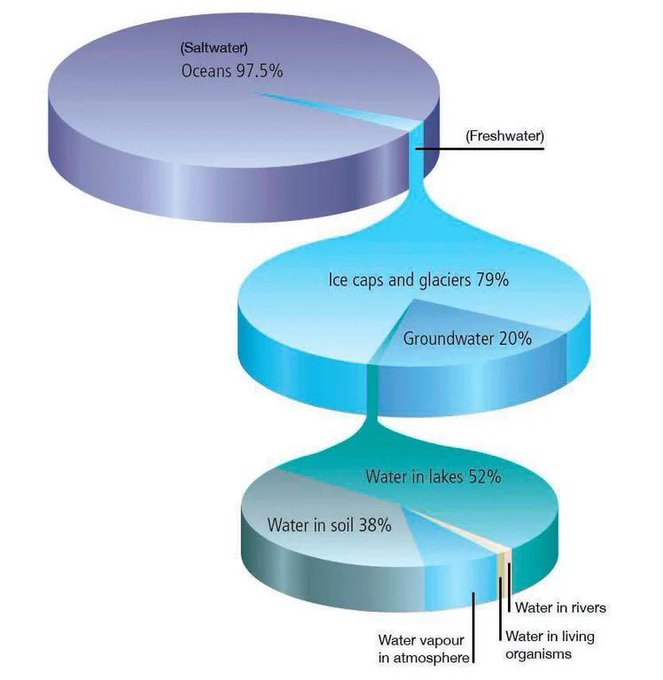 (Saltwater)
Oceans 97.5%
(Freshwater)
Ice caps and glaciers 79%
Groundwater 20%
Water in lakes 52%
Water in soil 38%
Water in rivers
Water vapour
in atmosphere
Water in living
organisms